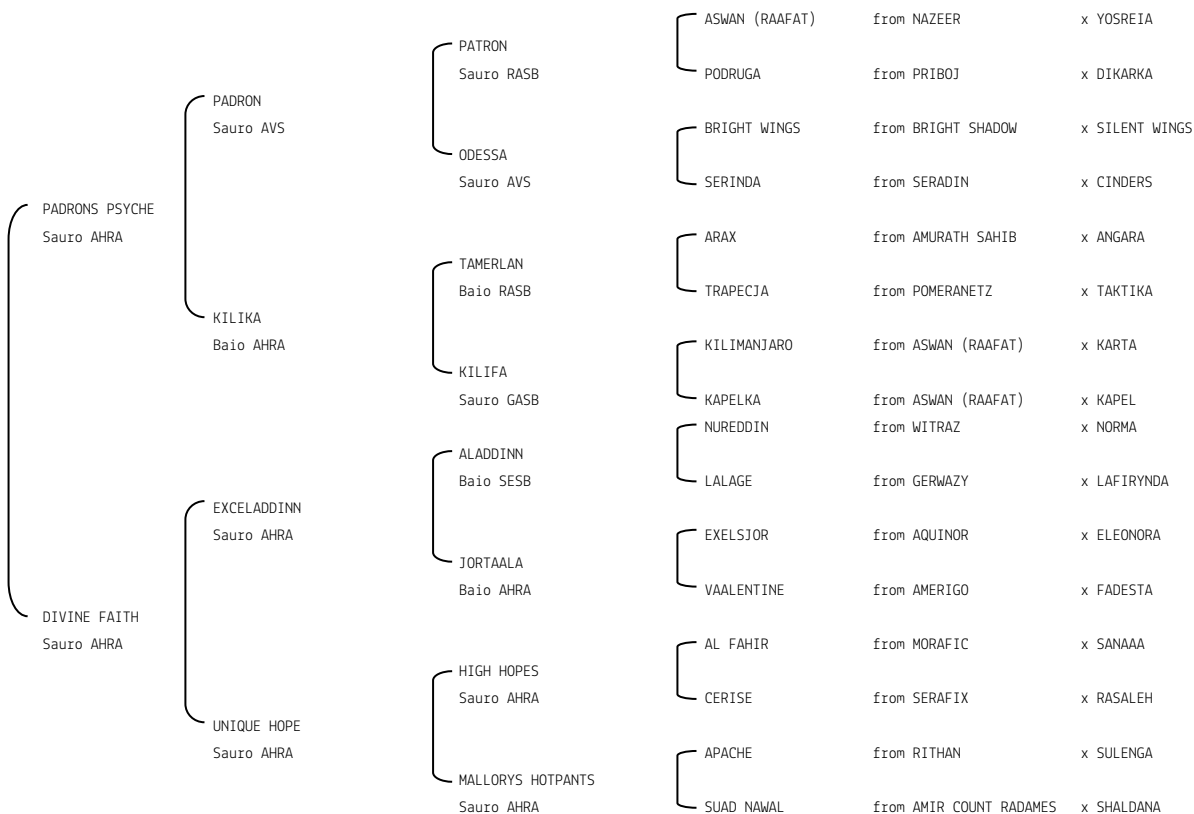 ASWAN (RAAFAT) from NAZEER x YOSREIA
PATRON
Sauro RASB PODRUGA from PRIBOJ x DIKARKA
PADRON
Sauro AVS BRIGHT WINGS from BRIGHT SHADOW x SILENT WINGS
ODESSA
Sauro AVS SERINDA from SERADIN x CINDERS
PADRONS PSYCHE
Sauro AHRA ARAX from AMURATH SAHIB x ANGARA
TAMERLAN
Baio RASB TRAPECJA from POMERANETZ x TAKTIKA
KILIKA
Baio AHRA KILIMANJARO from ASWAN (RAAFAT) x KARTA
KILIFA
Sauro GASB KAPELKA from ASWAN (RAAFAT) x KAPEL
NUREDDIN from WITRAZ x NORMA
ALADDINN
Baio SESB LALAGE from GERWAZY x LAFIRYNDA
EXCELADDINN
Sauro AHRA EXELSJOR from AQUINOR x ELEONORA
JORTAALA
Baio AHRA VAALENTINE from AMERIGO x FADESTA
DIVINE FAITH
Sauro AHRA AL FAHIR from MORAFIC x SANAAA
HIGH HOPES
Sauro AHRA CERISE from SERAFIX x RASALEH
UNIQUE HOPE
Sauro AHRA APACHE from RITHAN x SULENGA
MALLORYS HOTPANTS
Sauro AHRA SUAD NAWAL from AMIR COUNT RADAMES x SHALDANA